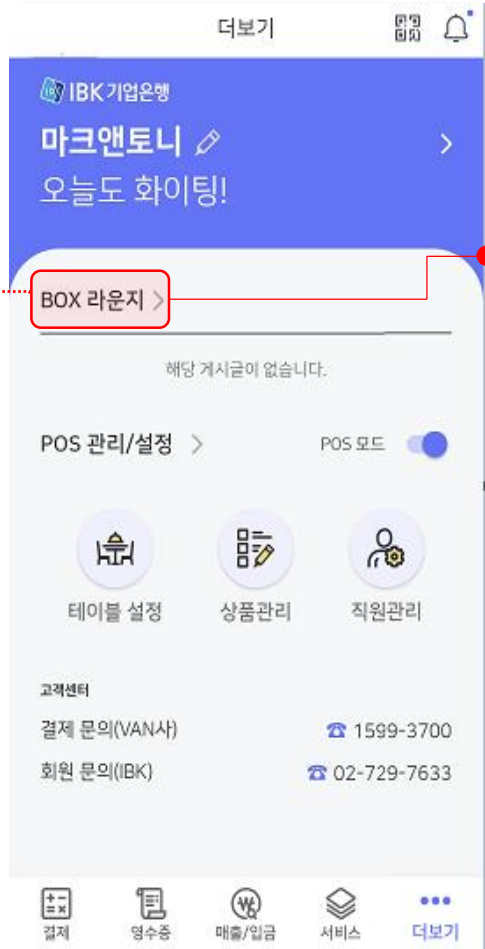 더보기
IBK 기업은행
마크앤토니
오늘도 화이팅!
BOX 라운지
해당 게시글이 없습니다.
POS 관리/설정 POS 모드
테이블 설정 상품관리 직원관리
고객센터
결제 문의(VAN사) 1599-3700
회원 문의(IBK) 02-729-7633
결제 영수증 매출/입금 서비스 더보기